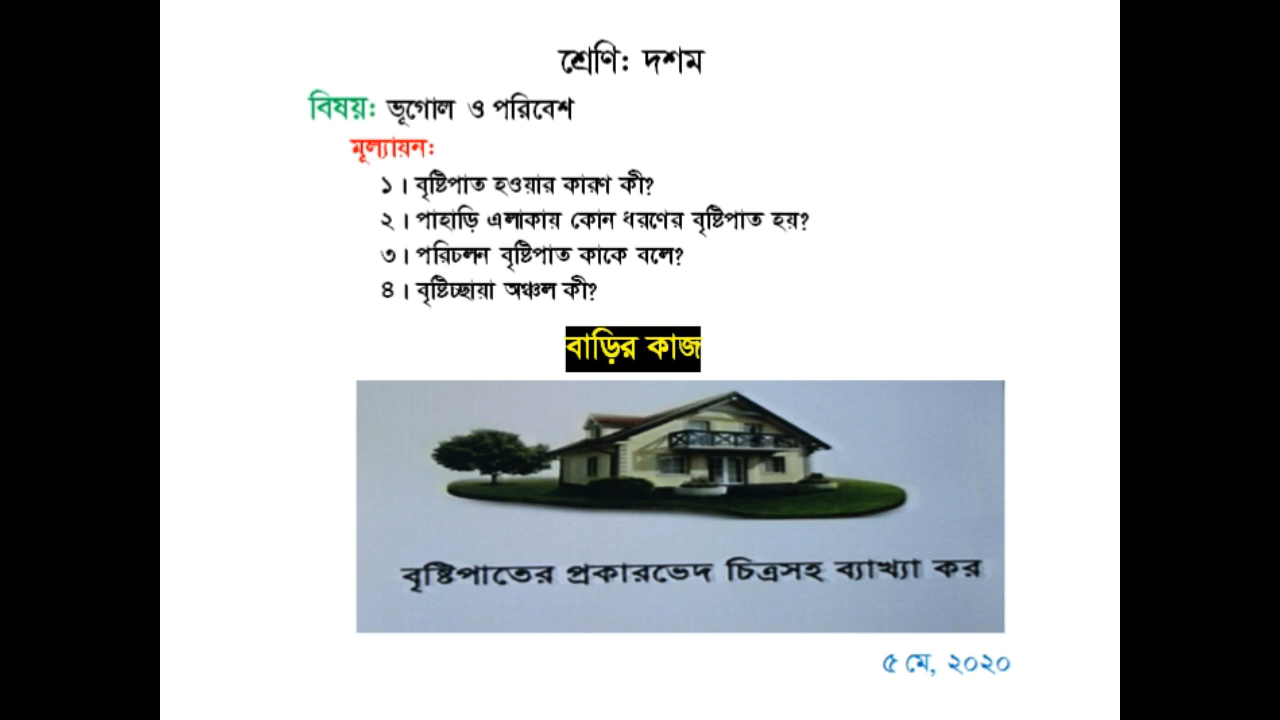 শ্রেণি: দশম
বিষয়: ভূগোল ও পরিবেশ
মূল্যায়ন:
১। বৃষ্টিপাত হওয়ার কারণ কী?
২। পাহাড়ি এলাকায় কোন ধরণের বৃষ্টিপাত হয়?
৩। পরিচলন বৃষ্টিপাত কাকে বলে?
৪। বৃষ্টিচ্ছায়া অঞ্চল কী?
বাড়ির কাজ
বৃষ্টিপাতের প্রকারভেদ চিত্রসহ ব্যাখ্যা কর
৫ মে, ২০২০